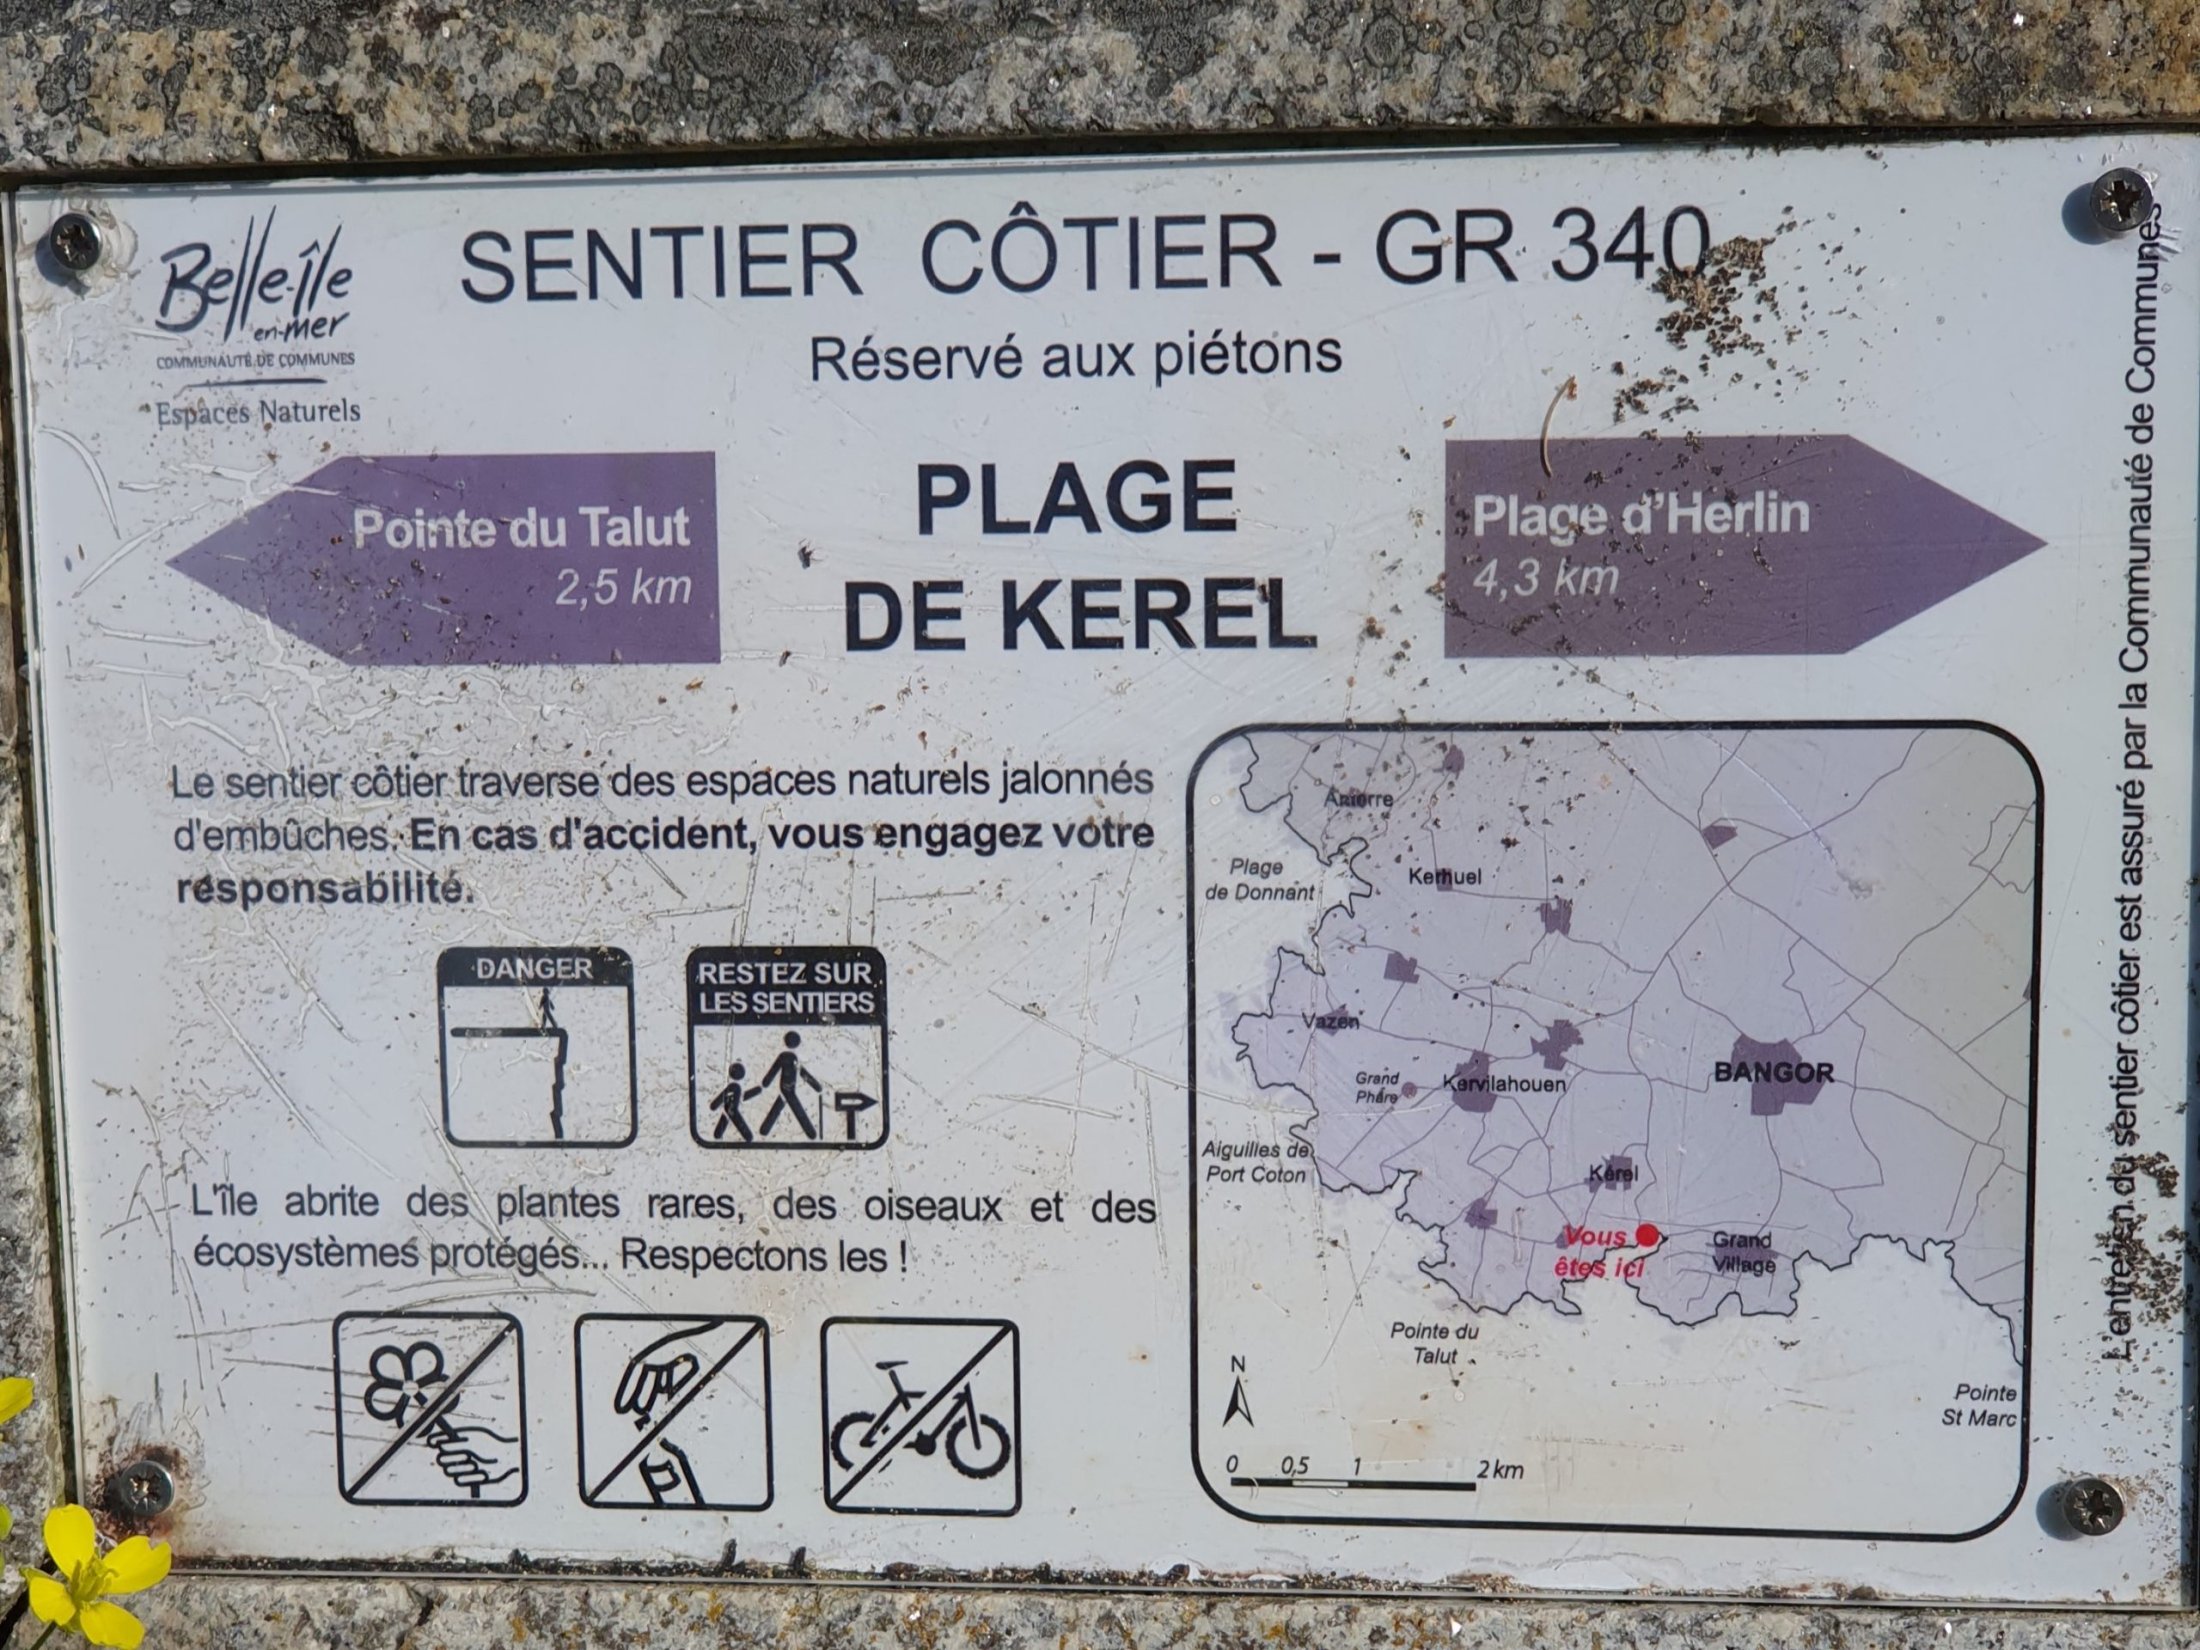 Belle-île
en-mer
COMMUNAUTÉ DE COMMUNES
Espaces Naturels
SENTIER CÔTIER - GR 340
Réservé aux piétons
Pointe du Talut
2,5 km
PLAGE
DE KEREL
Plage d'Herlin
4,3 km
Le sentier côtier traverse des espaces naturels jalonnés
d'embûches. En cas d'accident, vous engagez votre
responsabilité.
DANGER
RESTEZ SUR
LES SENTIERS
L'île abrite des plantes rares, des oiseaux et des
écosystèmes protégés... Respectons les !
Anterre
Plage
de Donnant
Kerhuel
Vazen
Grand
Phare
Kervilahouen
BANGOR
Aiguilles de
Port Coton
Kérel
Vous
êtes ici
Grand
Village
Pointe du
Talut
Pointe
St Marc
N
0 0,5 1 2 km
L'entretien du sentier côtier est assuré par la Communauté de Communes